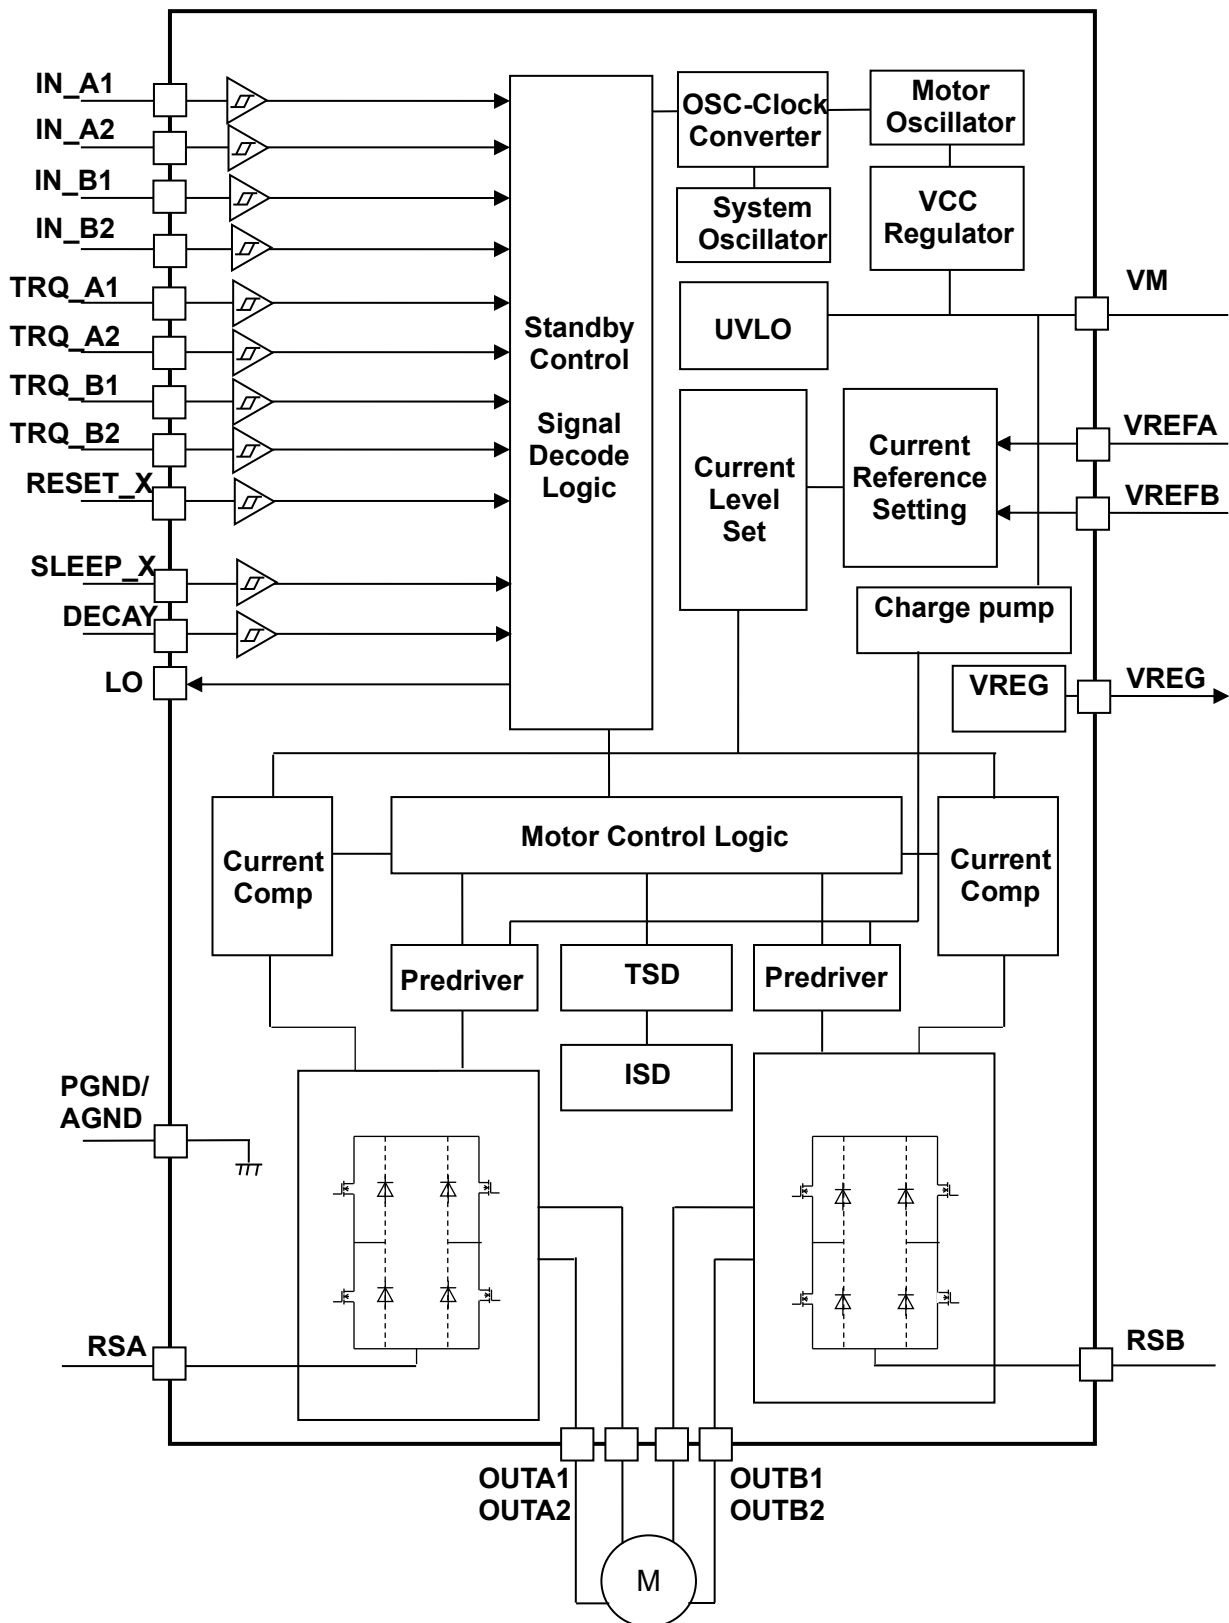 IN_A1
IN_A2
IN_B1
IN_B2
TRQ_A1
TRQ_A2
TRQ_B1
TRQ_B2
RESET_X
SLEEP_X
DECAY
LO
Standby
Control
Signal
Decode
Logic
OSC-Clock
Converter
Motor
Oscillator
System
Oscillator
VCC
Regulator
UVLO
VM
Current
Level
Set
Current
Reference
Setting
VREFA
VREFB
Charge pump
VREG
VREG
Current
Comp
Motor Control Logic
Current
Comp
Predriver
TSD
Predriver
ISD
PGND/
AGND
RSA
RSB
OUTA1
OUTA2
OUTB1
OUTB2
M